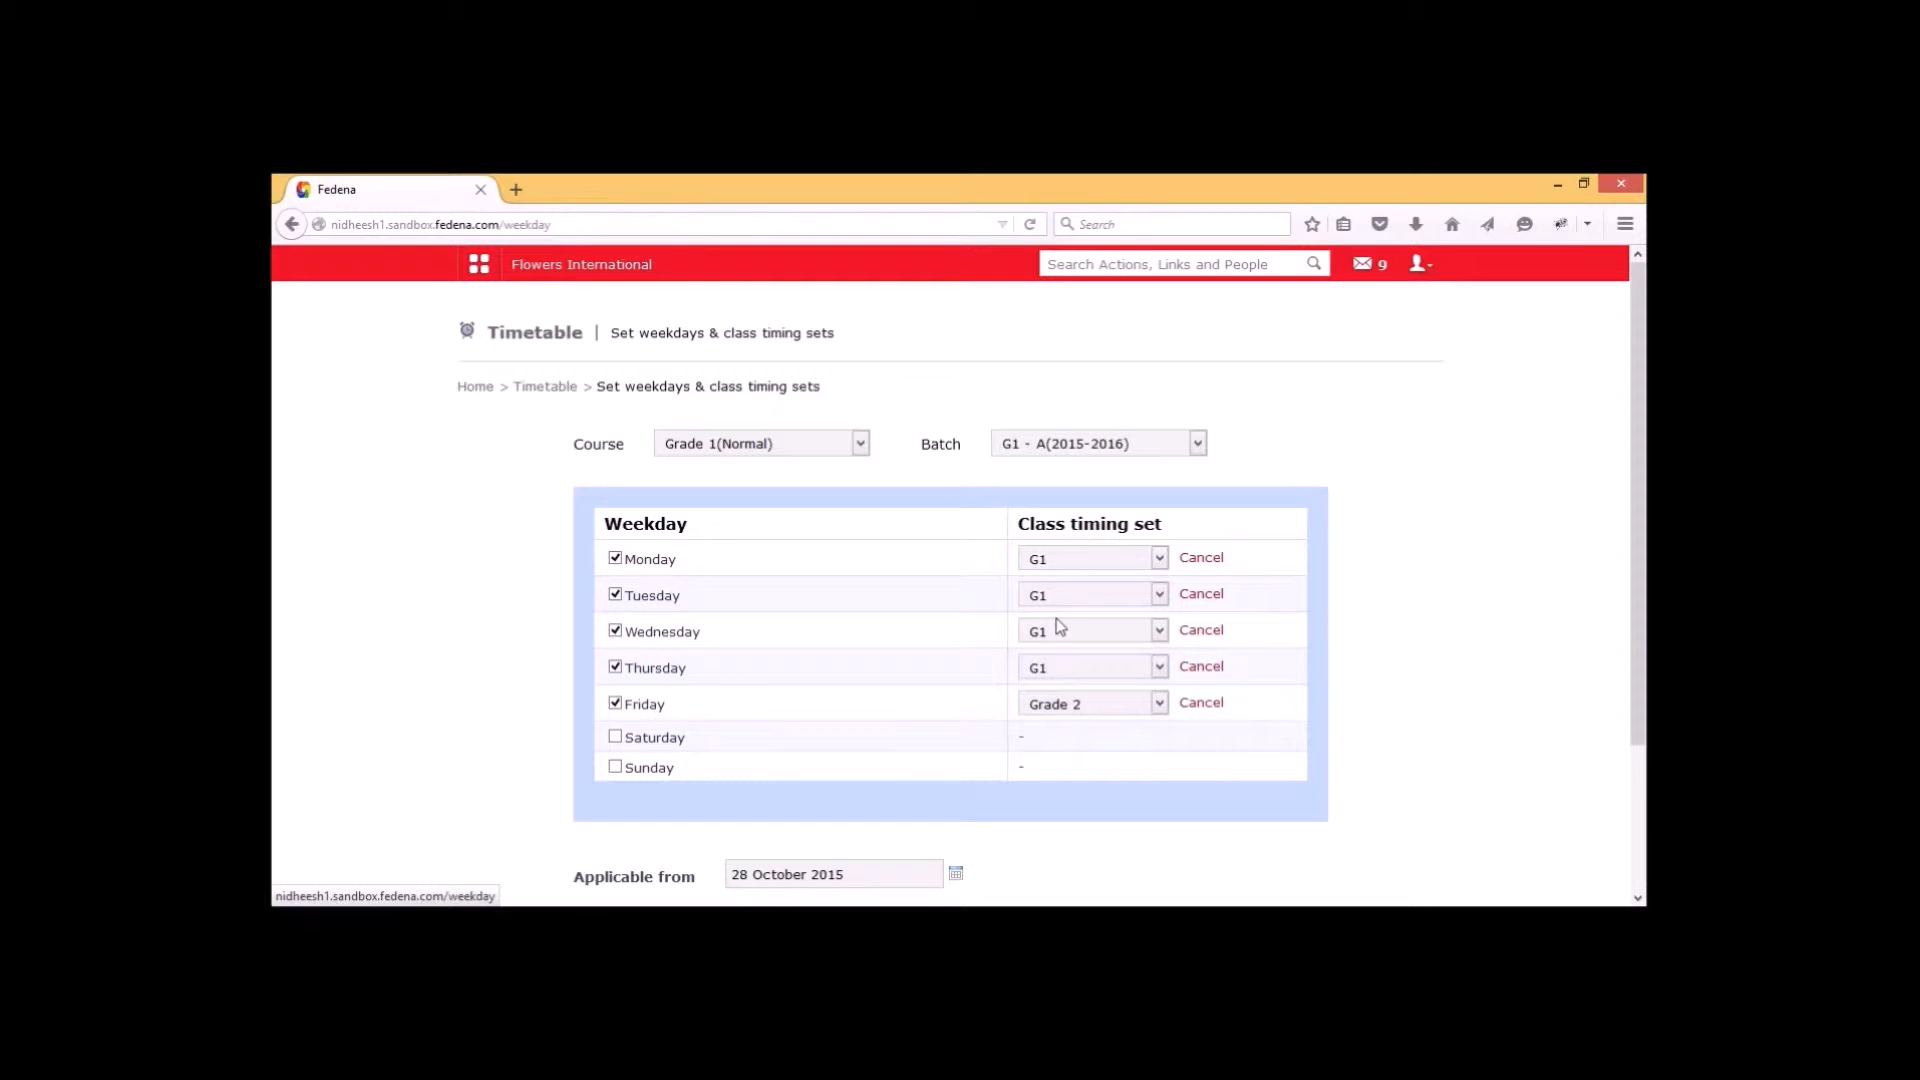 Fedena
nidheesh1.sandbox.fedena.com/weekday
Search
Flowers International
Search Actions, Links and People
9
Timetable | Set weekdays & class timing sets
Home > Timetable > Set weekdays & class timing sets
Course Grade 1(Normal) Batch G1 - A(2015-2016)
Weekday Class timing set
Monday G1 Cancel
Tuesday G1 Cancel
Wednesday G1 Cancel
Thursday G1 Cancel
Friday Grade 2 Cancel
Saturday -
Sunday -
Applicable from 28 October 2015
nidheesh1.sandbox.fedena.com/weekday